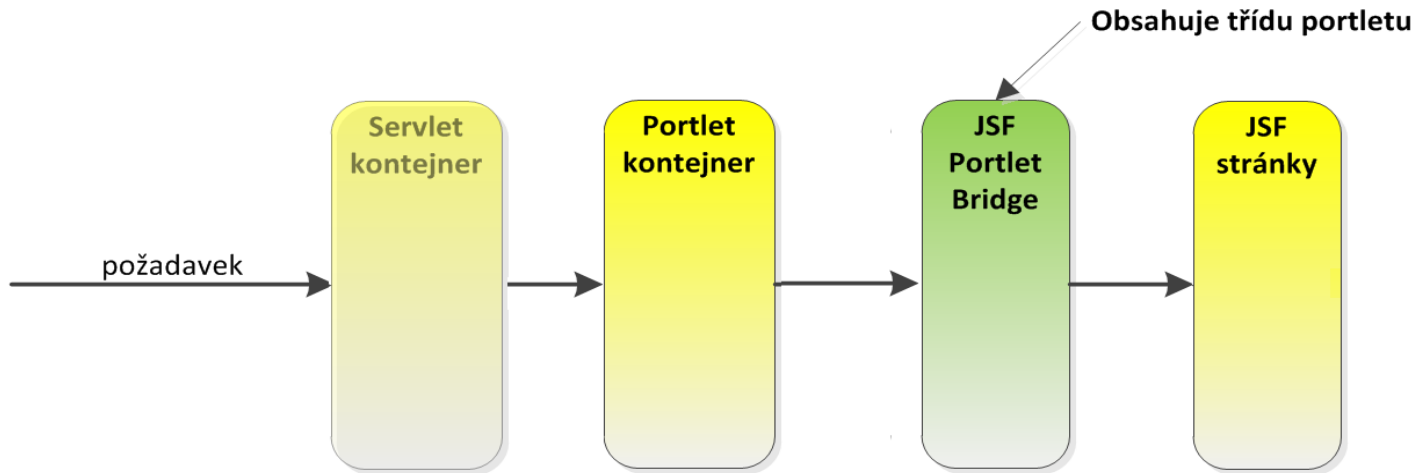 Obsahuje třídu portletu
Servlet
kontejner
Portlet
kontejner
JSF
Portlet
Bridge
JSF
stránky
požadavek